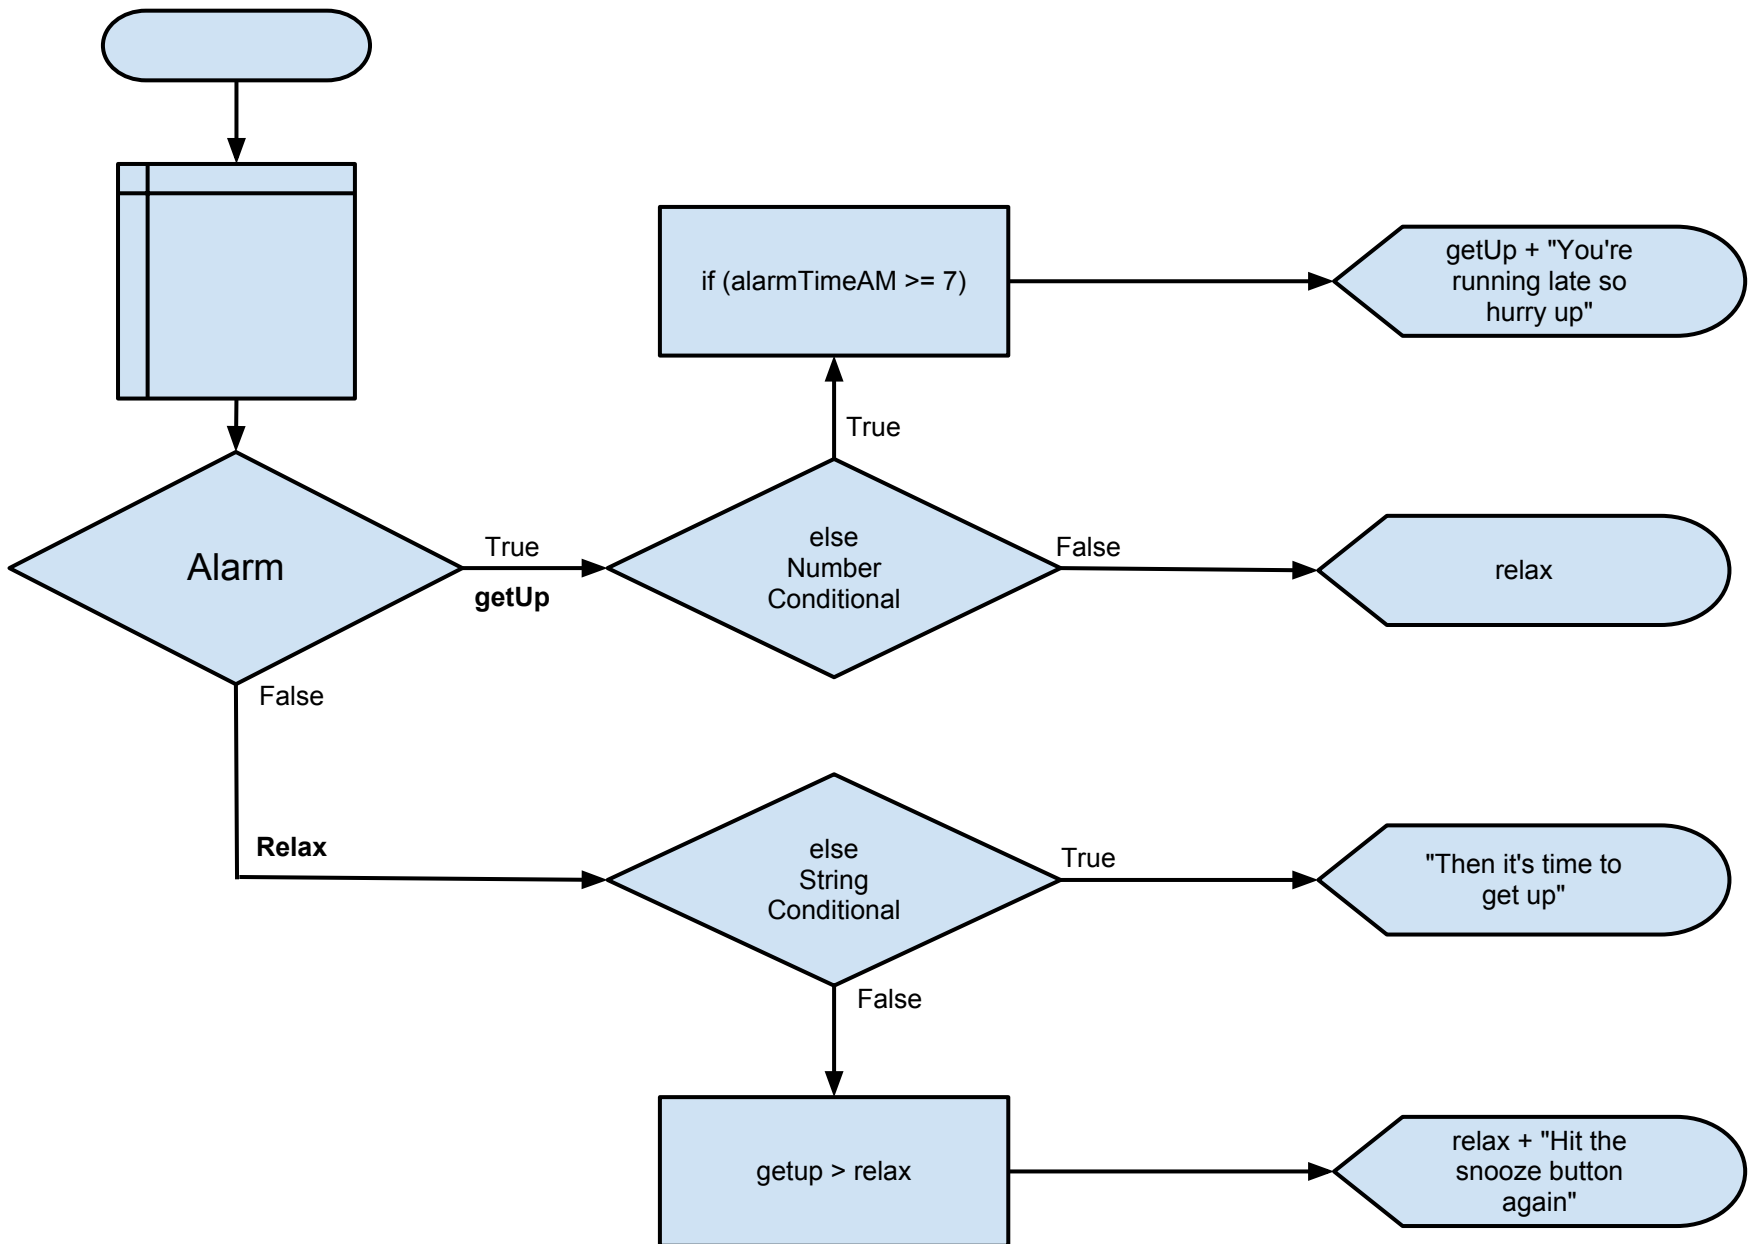 if (alarmTimeAM >= 7)
getUp + "You're
running late so
hurry up"
True
Alarm
True
getUp
else
Number
Conditional
False
relax
False
Relax
else
String
Conditional
True
"Then it's time to
get up"
False
getup > relax
relax + "Hit the
snooze button
again"